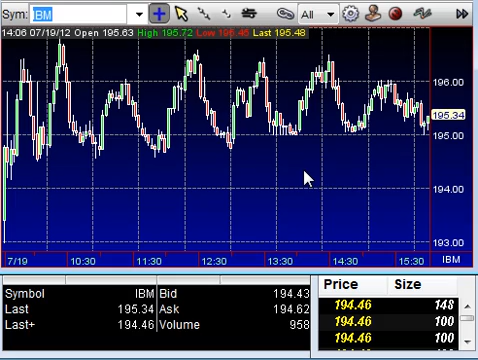 Sym: IBM All
14:06 07/19/12 Open 195.63 High 195.72 Low 195.45 Last 195.48
196.00
195.34
195.00
194.00
193.00
7/19 10:30 11:30 12:30 13:30 14:30 15:30 IBM
Symbol IBM Bid 194.43
Last 195.34 Ask 194.62
Last+ 194.46 Volume 958
Price Size
194.46 148
194.46 100
194.46 100